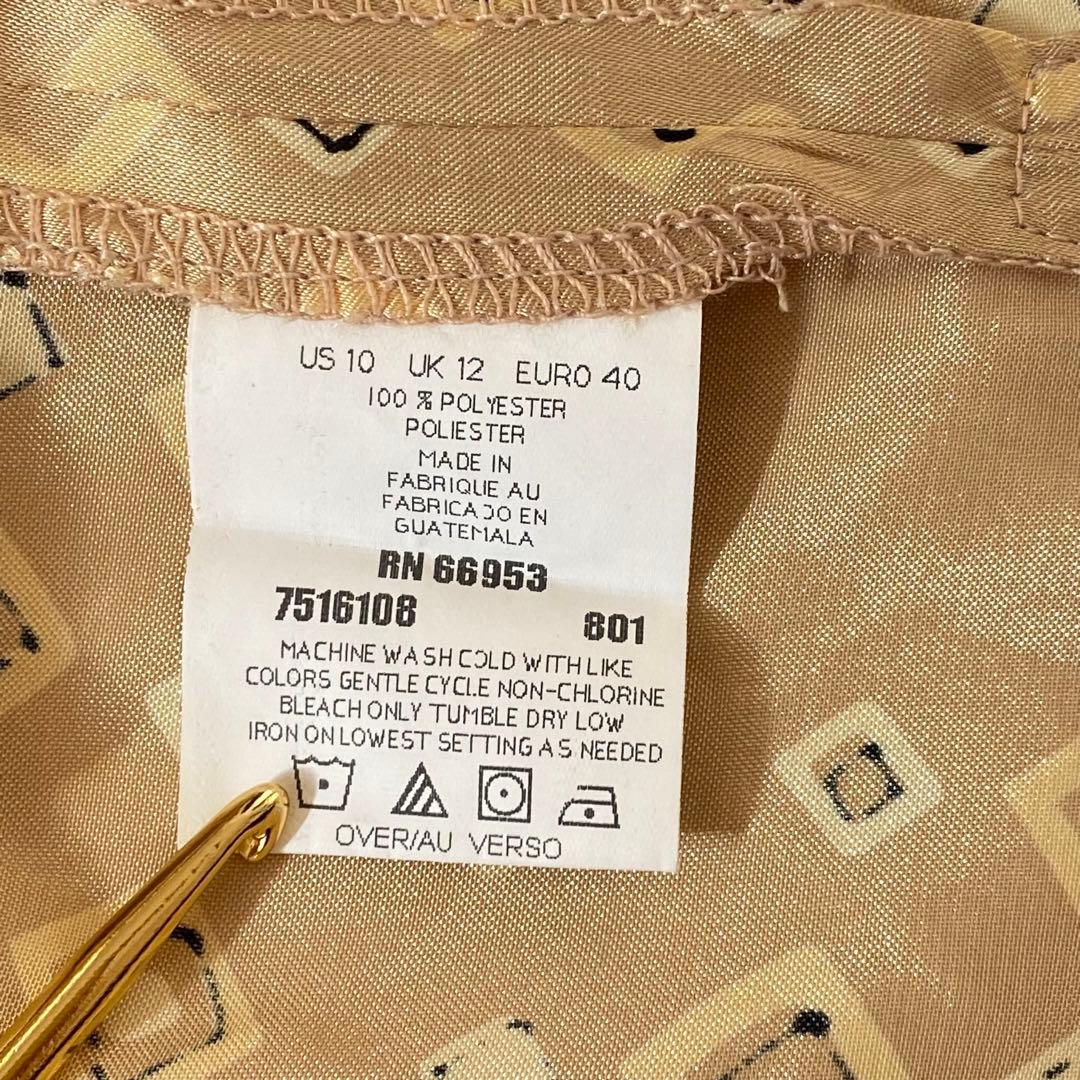 US 10 UK 12 EURO 40
100 % POLYESTER
POLIESTER
MADE IN
FABRIQUE AU
FABRICADO EN
GUATEMALA
RN 66953
7516108 801
MACHINE WASH COLD WITH LIKE
COLORS GENTLE CYCLE NON-CHLORINE
BLEACH ONLY TUMBLE DRY LOW
IRON ON LOWEST SETTING AS NEEDED
OVER/AU VERSO